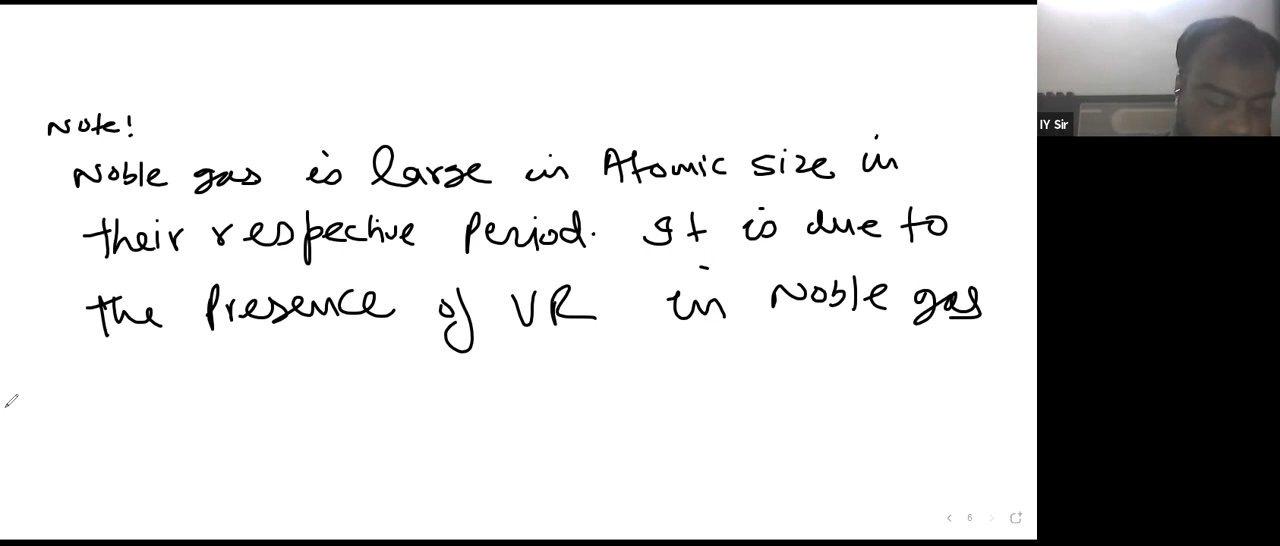 Note!
Noble gas is large in Atomic size in
their respective Period. It is due to
the Presence of VR in Noble gas
IY Sir
6